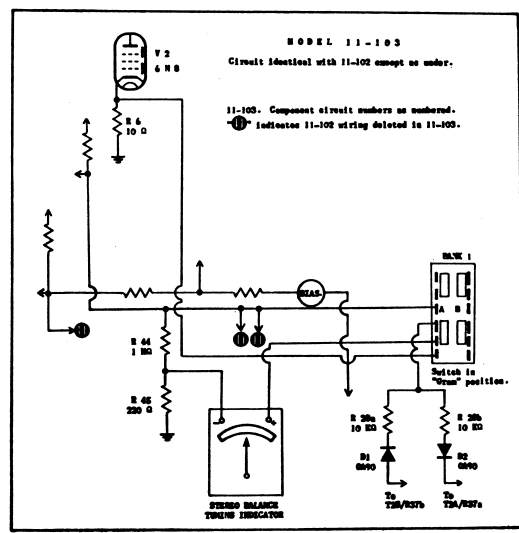 MODEL 11-103
Circuit identical with 11-102 except as under.
V 2
6 N 8
11-103. Component circuit numbers as numbered.
indicates 11-102 wiring deleted in 11-103.
R 6
10 Ω
BANK 1
BIAS.
A B
R 44
1 MΩ
Switch in
"Gram" position.
R 45
220 Ω
- +
R 28a
10 KΩ
R 28b
10 KΩ
D1
OA90
D2
OA90
STEREO BALANCE
TUNING INDICATOR
To
T2B/R37b
To
T2A/R37a